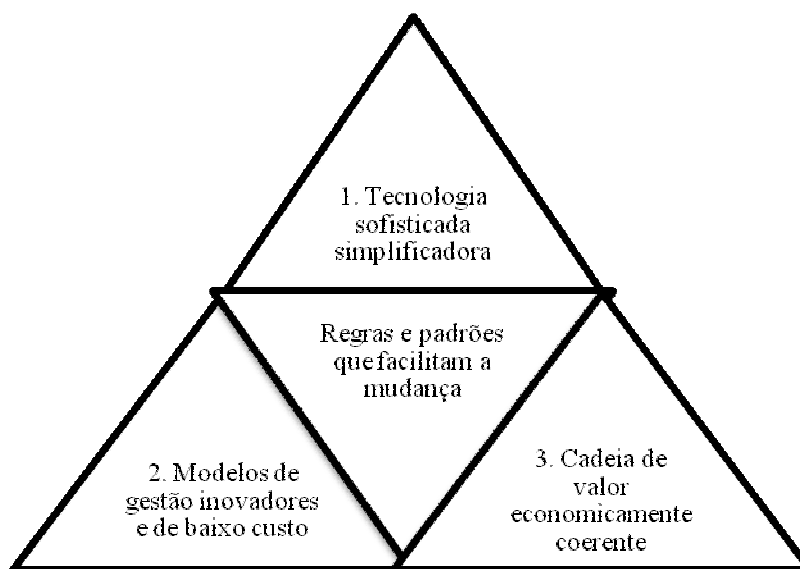 1. Tecnologia
sofisticada
simplificadora
Regras e padrões
que facilitam a
mudança
2. Modelos de
gestão inovadores
e de baixo custo
3. Cadeia de
valor
economicamente
coerente